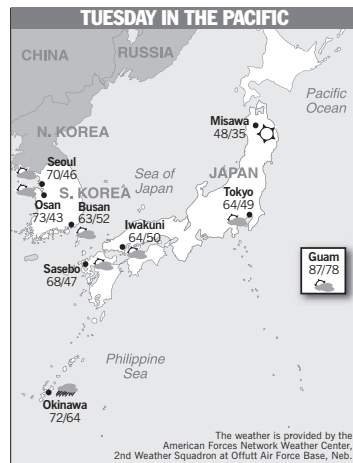 TUESDAY IN THE PACIFIC
CHINA
RUSSIA
Pacific
Ocean
Misawa
48/35
N. KOREA
Seoul
70/46
Sea of
Japan
JAPAN
S. KOREA
Osan
73/43
Busan
63/52
Tokyo
64/49
Iwakuni
64/50
Guam
87/78
Sasebo
68/47
Philippine
Sea
Okinawa
72/64
The weather is provided by the
American Forces Network Weather Center,
2nd Weather Squadron at Offutt Air Force Base, Neb.